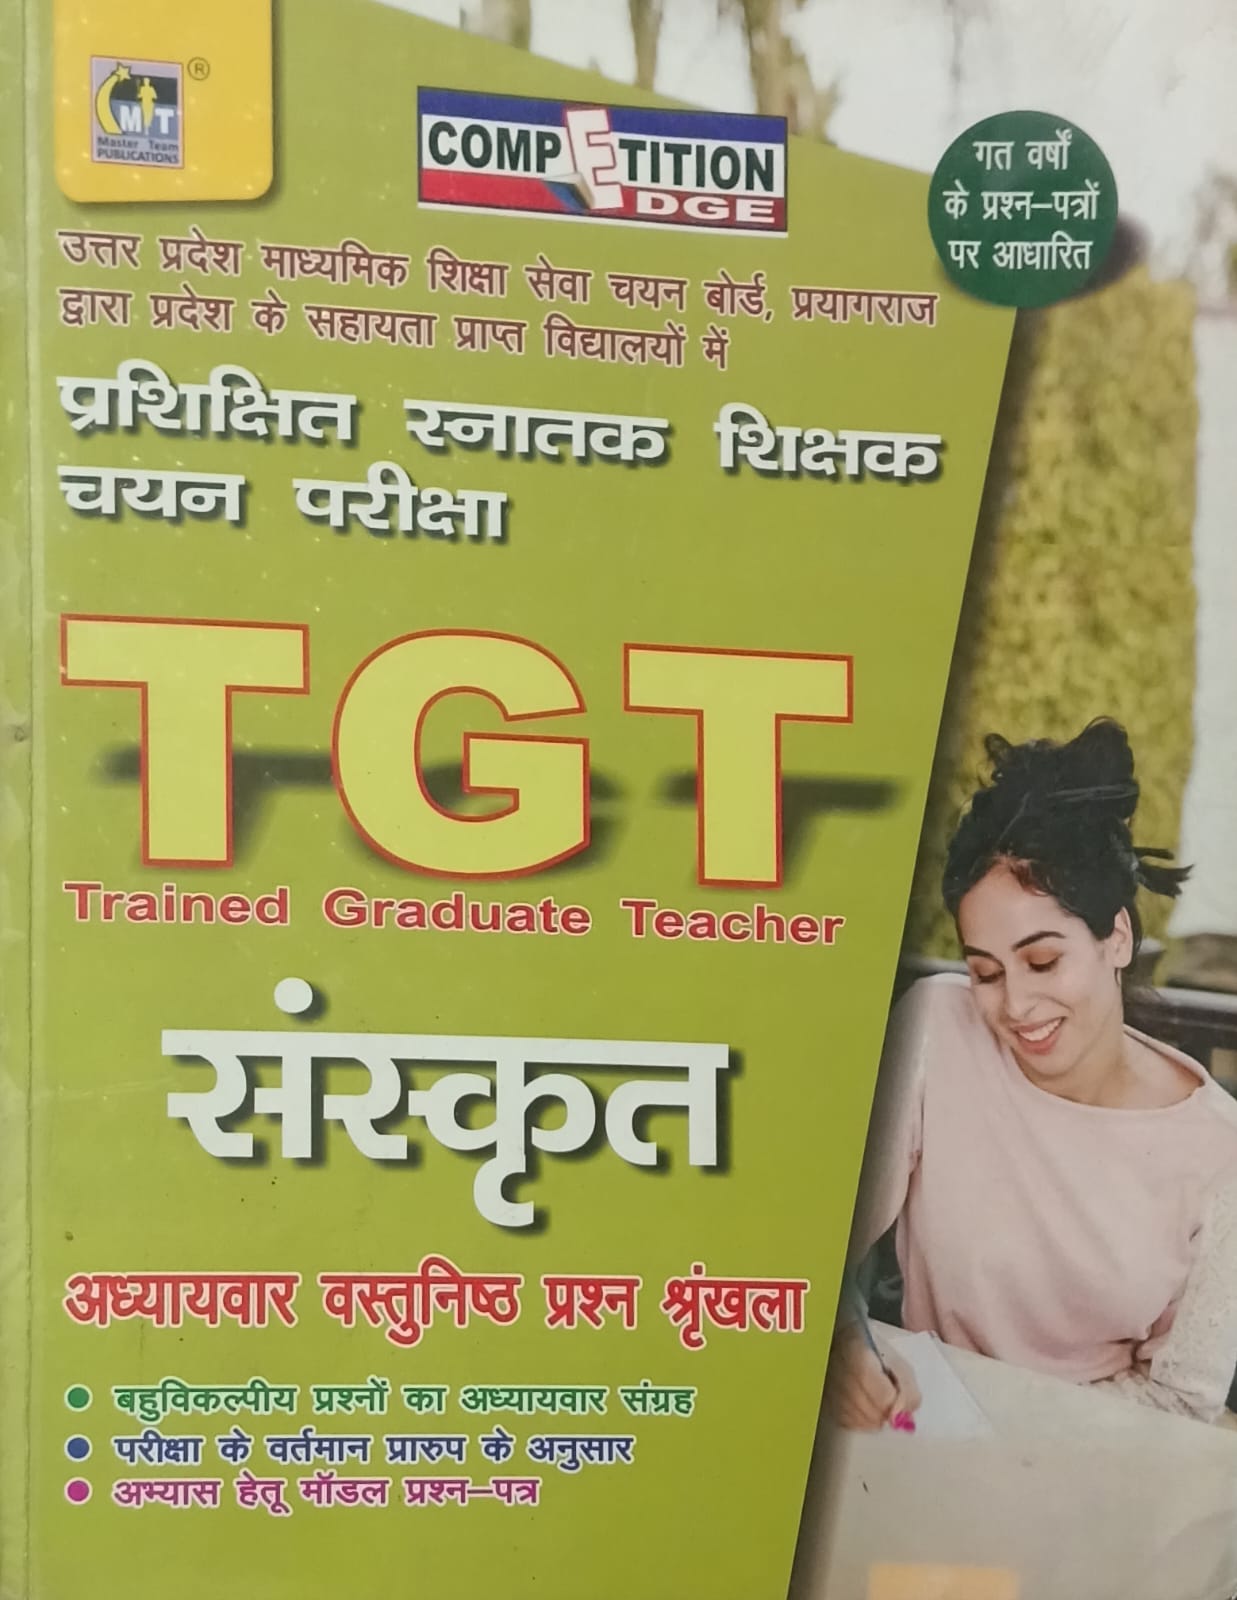 MT
®
Master Team
PUBLICATIONS
COMPETITION
EDGE
गत वर्षों
के प्रश्न–पत्रों
पर आधारित
उत्तर प्रदेश माध्यमिक शिक्षा सेवा चयन बोर्ड, प्रयागराज
द्वारा प्रदेश के सहायता प्राप्त विद्यालयों में
प्रशिक्षित स्नातक शिक्षक
चयन परीक्षा
TGT
Trained Graduate Teacher
संस्कृत
अध्यायवार वस्तुनिष्ठ प्रश्न श्रृंखला
• बहुविकल्पीय प्रश्नों का अध्यायवार संग्रह
• परीक्षा के वर्तमान प्रारुप के अनुसार
• अभ्यास हेतू मॉडल प्रश्न–पत्र